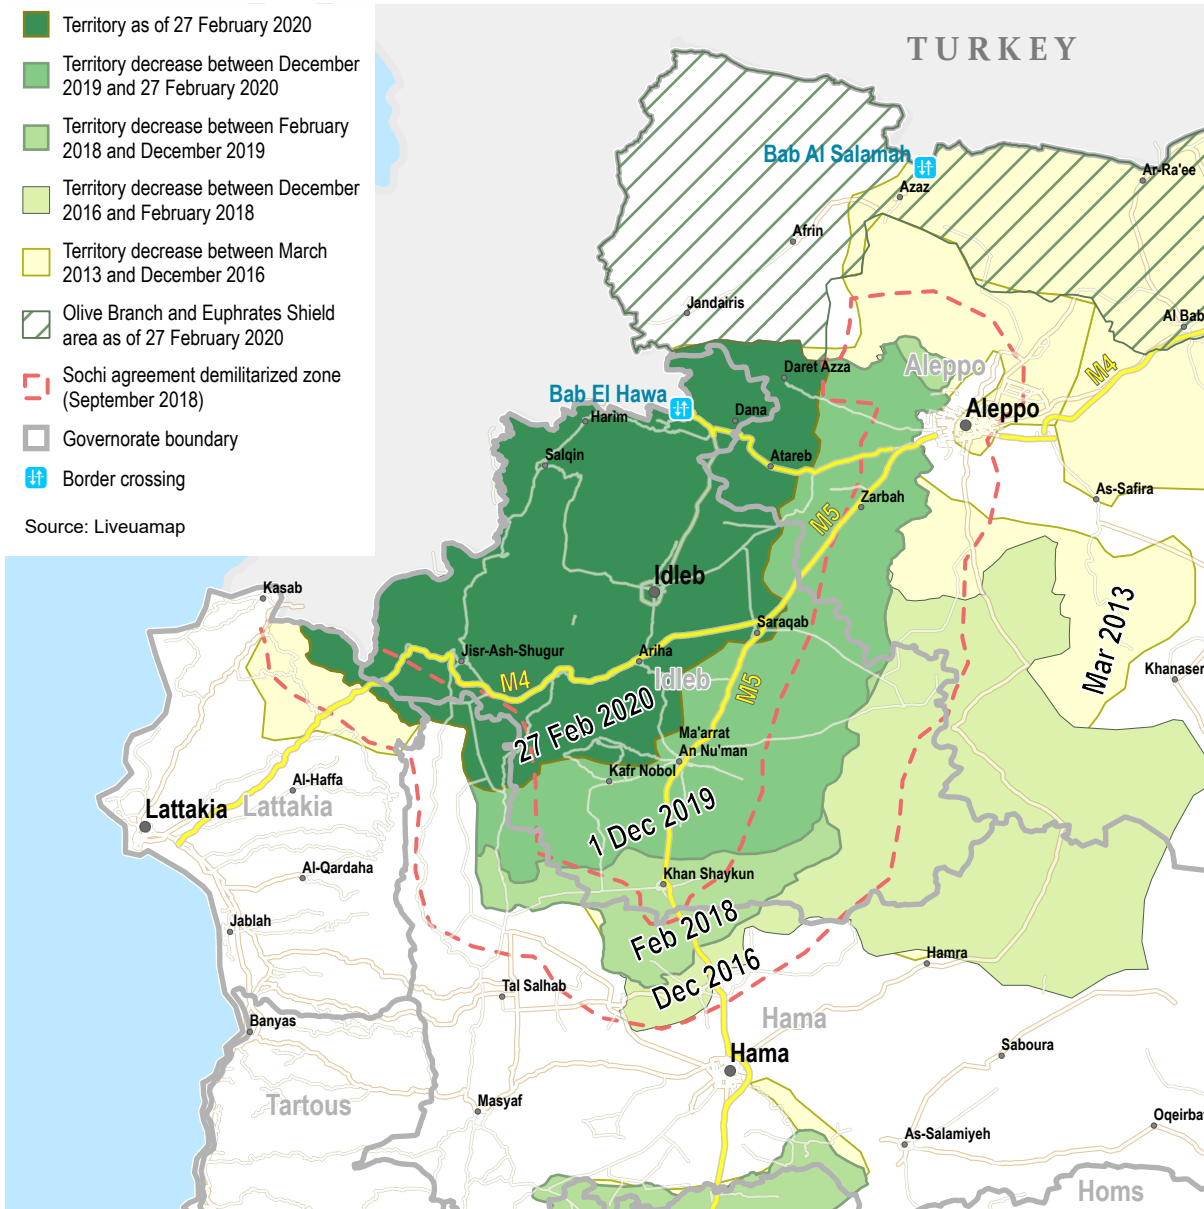 Territory as of 27 February 2020
Territory decrease between December
2019 and 27 February 2020
Territory decrease between February
2018 and December 2019
Territory decrease between December
2016 and February 2018
Territory decrease between March
2013 and December 2016
Olive Branch and Euphrates Shield
area as of 27 February 2020
Sochi agreement demilitarized zone
(September 2018)
Governorate boundary
Border crossing
Source: Liveuamap
TURKEY
Bab Al Salamah
Ar-Ra'ee
Azaz
Afrin
Jandairis
Al Bab
Daret Azza
Aleppo
M4
Bab El Hawa
Dana
Aleppo
Harim
Salqin
Atareb
As-Safira
Zarbah
M5
Idleb
Kasab
Saraqab
Mar 2013
Jisr-Ash-Shugur
Ariha
Khanaser
M4
Idleb
M5
27 Feb 2020
Ma'arrat
An Nu'man
Kafr Nobol
Al-Haffa
Lattakia
Lattakia
1 Dec 2019
Al-Qardaha
Khan Shaykun
Jablah
Feb 2018
Hamra
Dec 2016
Tal Salhab
Banyas
Hama
Hama
Saboura
Tartous
Masyaf
Oqeirba
As-Salamiyeh
Homs